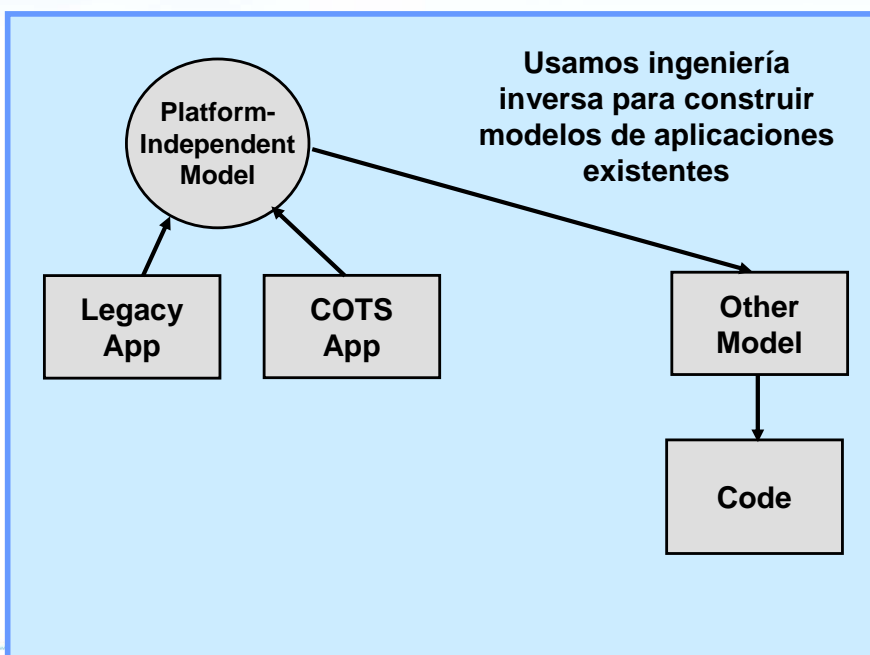 Usamos ingeniería
inversa para construir
modelos de aplicaciones
existentes
Platform-
Independent
Model
Legacy
App
COTS
App
Other
Model
Code